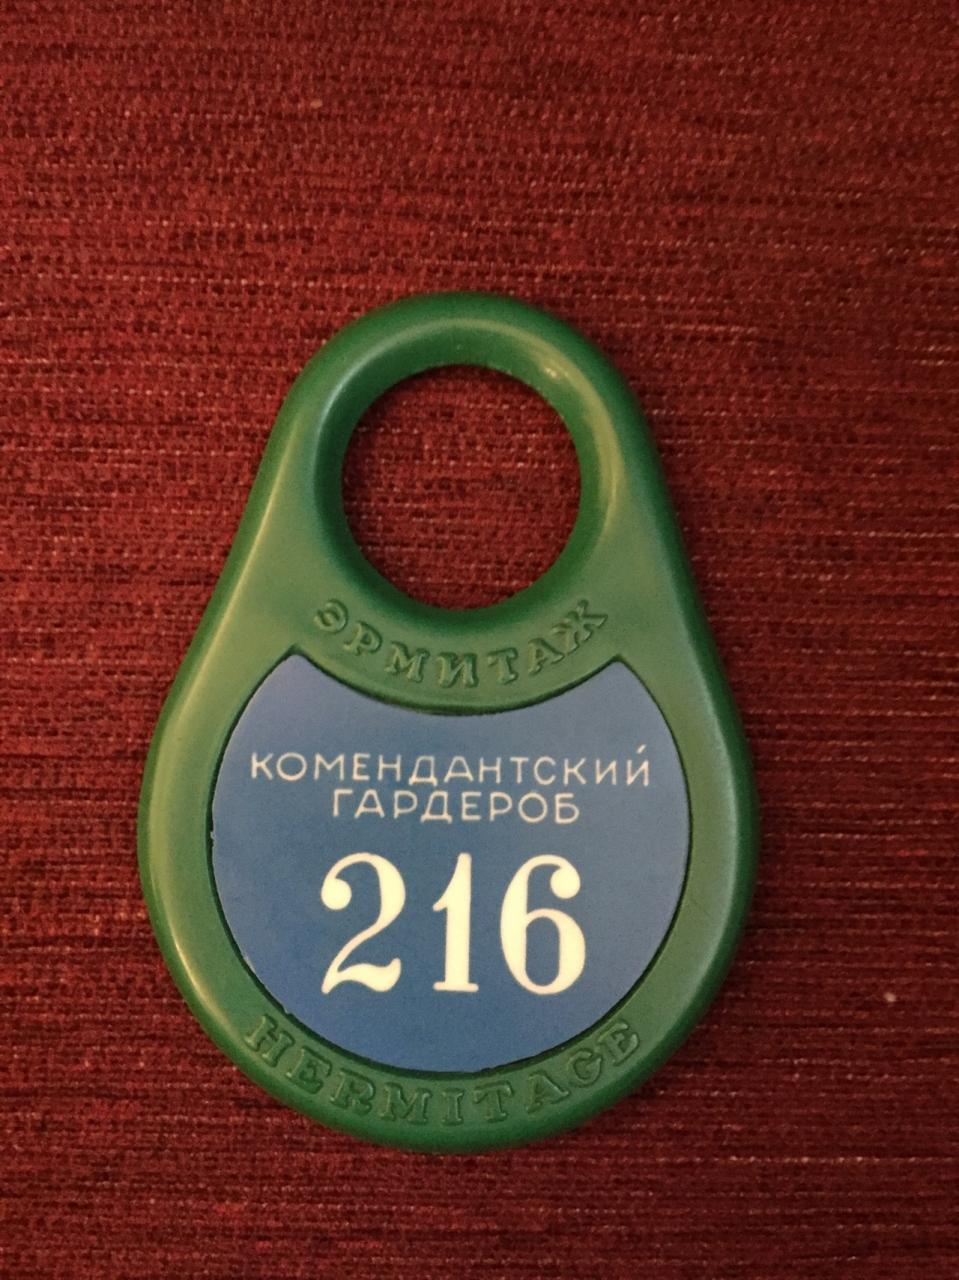 ЭРМИТАЖ
КОМЕНДАНТСКИЙ
ГАРДЕРОБ
216
HERMITAGE